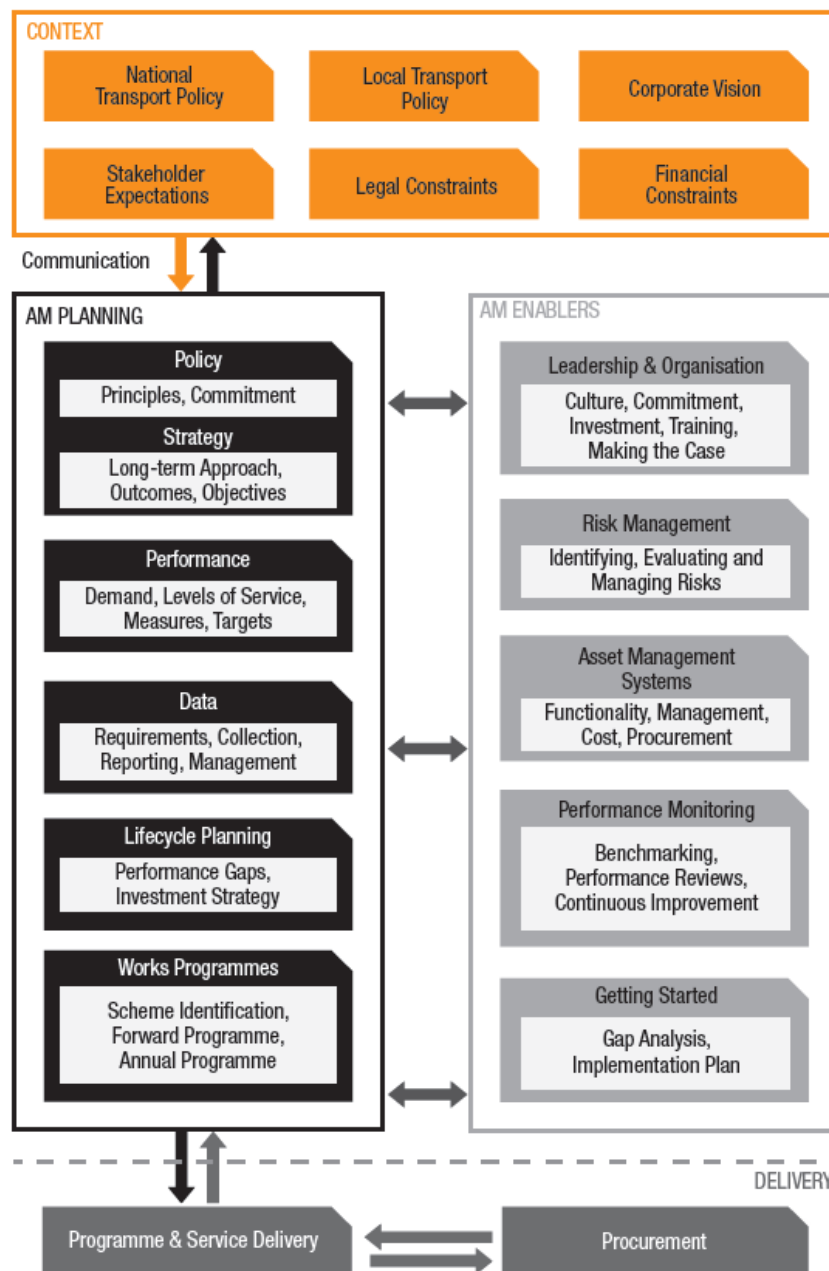 CONTEXT
National
Transport Policy
Local Transport
Policy
Corporate Vision
Stakeholder
Expectations
Legal Constraints
Financial
Constraints
Communication
AM PLANNING
Policy
Principles, Commitment
Strategy
Long-term Approach,
Outcomes, Objectives
Performance
Demand, Levels of Service,
Measures, Targets
Data
Requirements, Collection,
Reporting, Management
Lifecycle Planning
Performance Gaps,
Investment Strategy
Works Programmes
Scheme Identification,
Forward Programme,
Annual Programme
AM ENABLERS
Leadership & Organisation
Culture, Commitment,
Investment, Training,
Making the Case
Risk Management
Identifying, Evaluating and
Managing Risks
Asset Management
Systems
Functionality, Management,
Cost, Procurement
Performance Monitoring
Benchmarking,
Performance Reviews,
Continuous Improvement
Getting Started
Gap Analysis,
Implementation Plan
DELIVERY
Programme & Service Delivery
Procurement